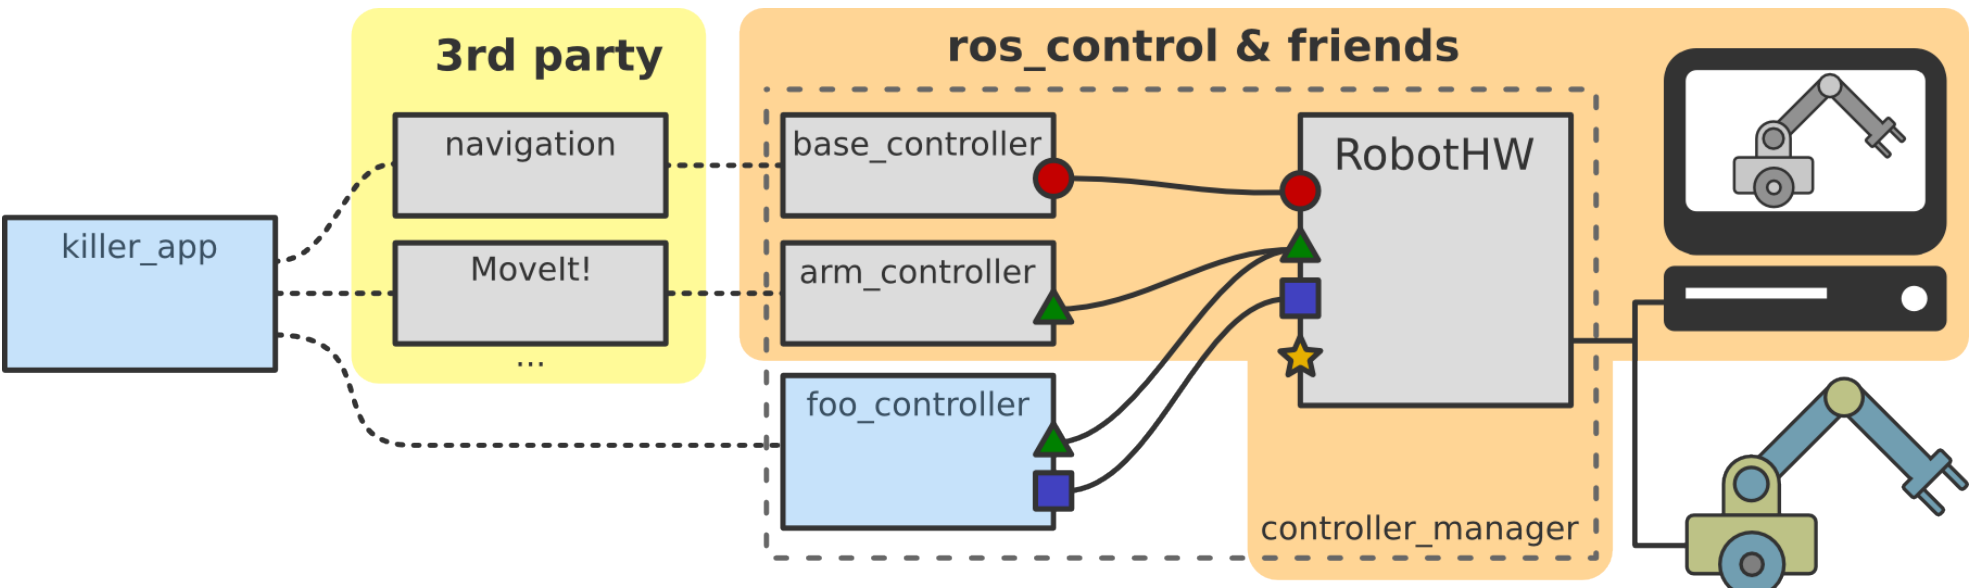 3rd party
ros_control & friends
navigation
base_controller
RobotHW
killer_app
MoveIt!
arm_controller
...
foo_controller
controller_manager